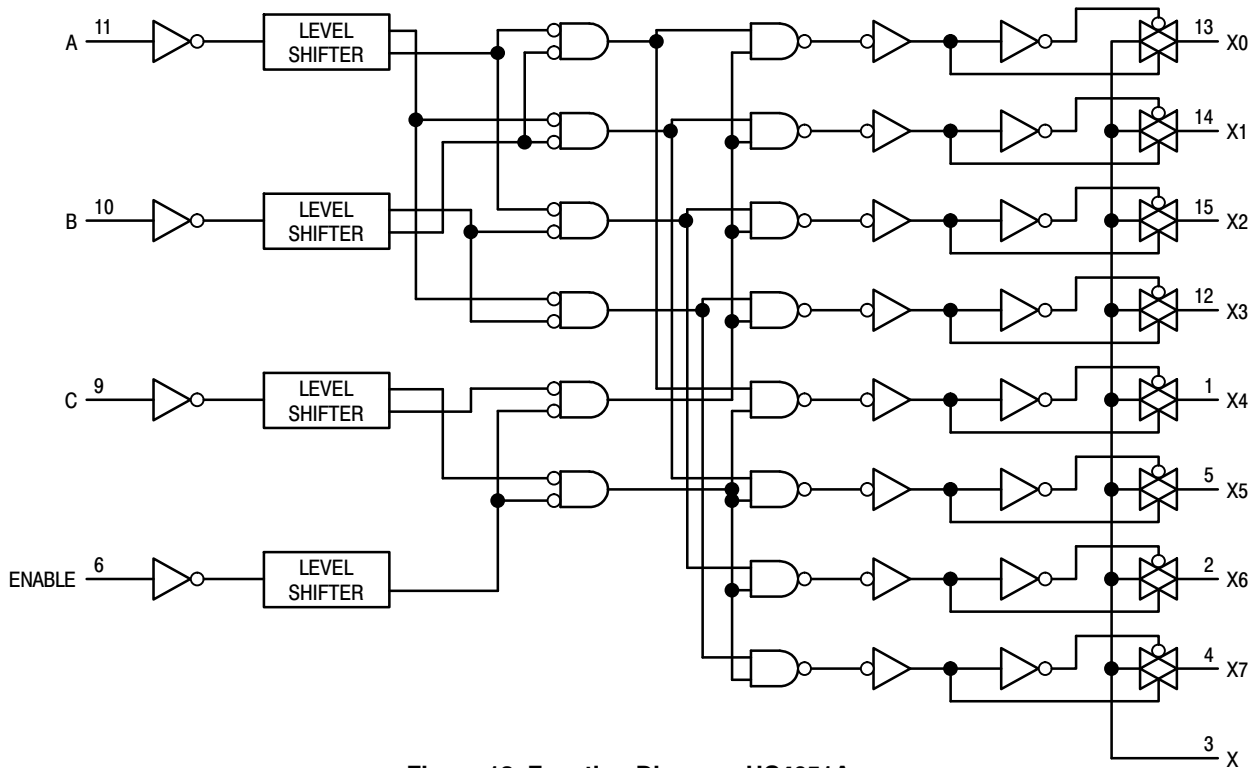 A 11 LEVEL
SHIFTER 13 X0
14 X1
B 10 LEVEL
SHIFTER 15 X2
12 X3
C 9 LEVEL
SHIFTER 1 X4
5 X5
ENABLE 6 LEVEL
SHIFTER 2 X6
4 X7
3 X